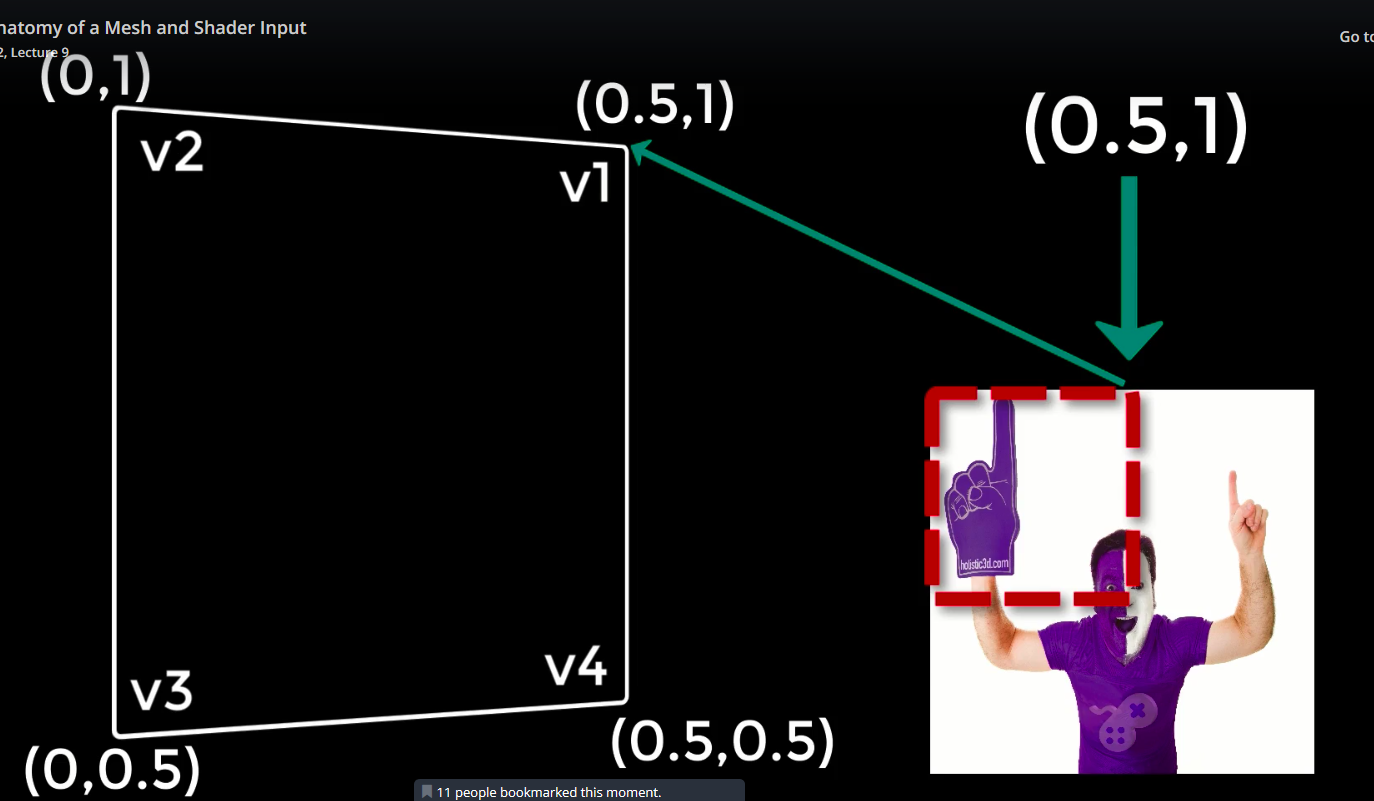 natomy of a Mesh and Shader Input
2, Lecture 9
Go to
(0,1)
(0.5,1)
(0.5,1)
v2
v1
holistic3d.com
v3
v4
(0,0.5)
(0.5,0.5)
11 people bookmarked this moment.